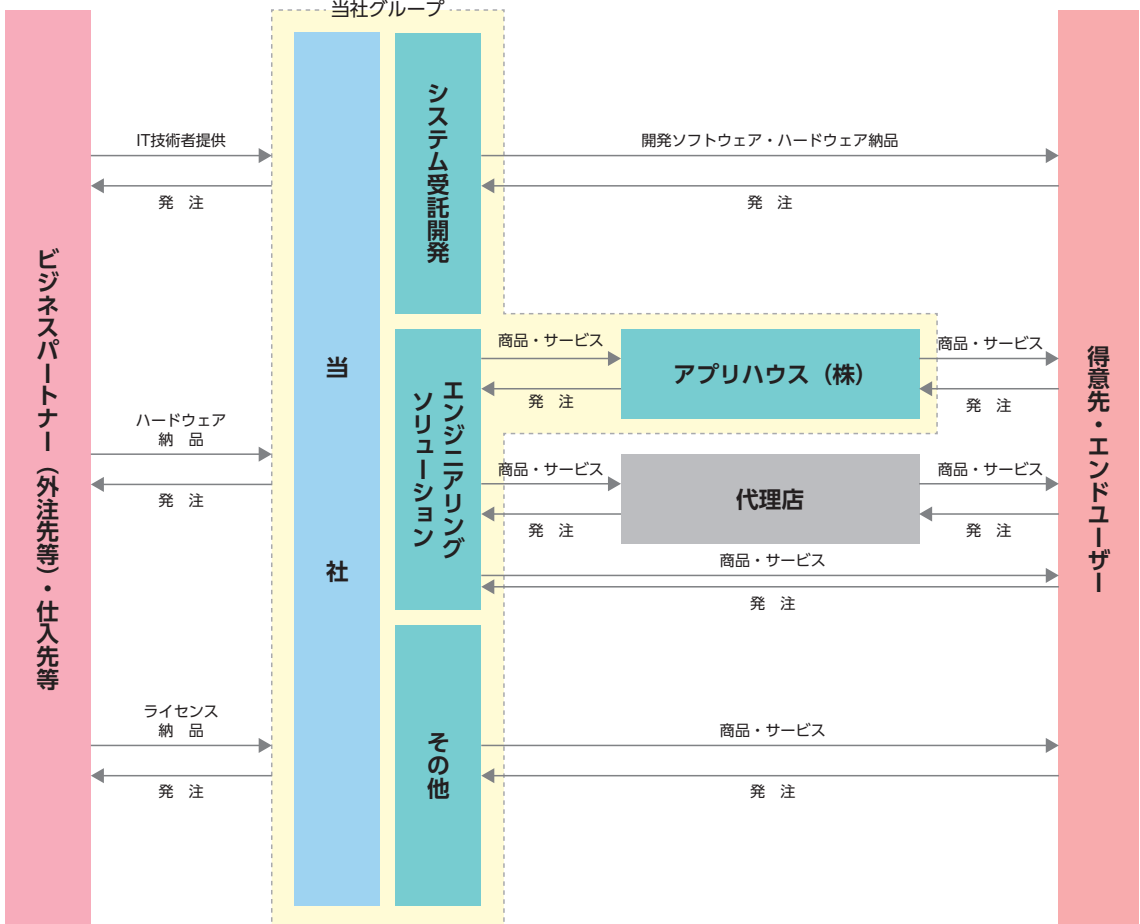 当社グループ
ビジネスパートナー（外注先等）・仕入先等
IT技術者提供
発　注
ハードウェア
納　品
発　注
ライセンス
納　品
発　注
当　社
システム受託開発
エンジニアリング
ソリューション
その他
開発ソフトウェア・ハードウェア納品
発　注
商品・サービス
発　注
アプリハウス（株）
商品・サービス
発　注
商品・サービス
発　注
代理店
商品・サービス
発　注
商品・サービス
発　注
商品・サービス
発　注
得意先・エンドユーザー